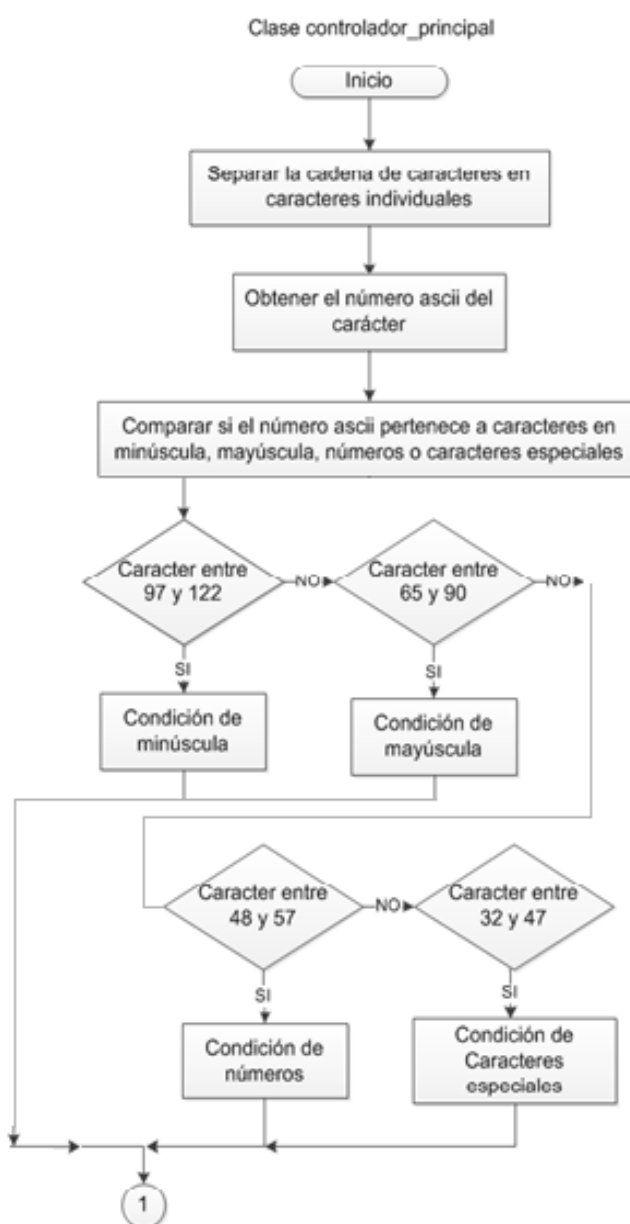 Clase controlador_principal
Inicio
Separar la cadena de caracteres en
caracteres individuales
Obtener el número ascii del
carácter
Comparar si el número ascii pertenece a caracteres en
minúscula, mayúscula, números o caracteres especiales
Caracter entre
97 y 122
NO
Caracter entre
65 y 90
NO
SI
SI
Condición de
minúscula
Condición de
mayúscula
Caracter entre
48 y 57
NO
Caracter entre
32 y 47
SI
SI
Condición de
números
Condición de
Caracteres
especiales
1